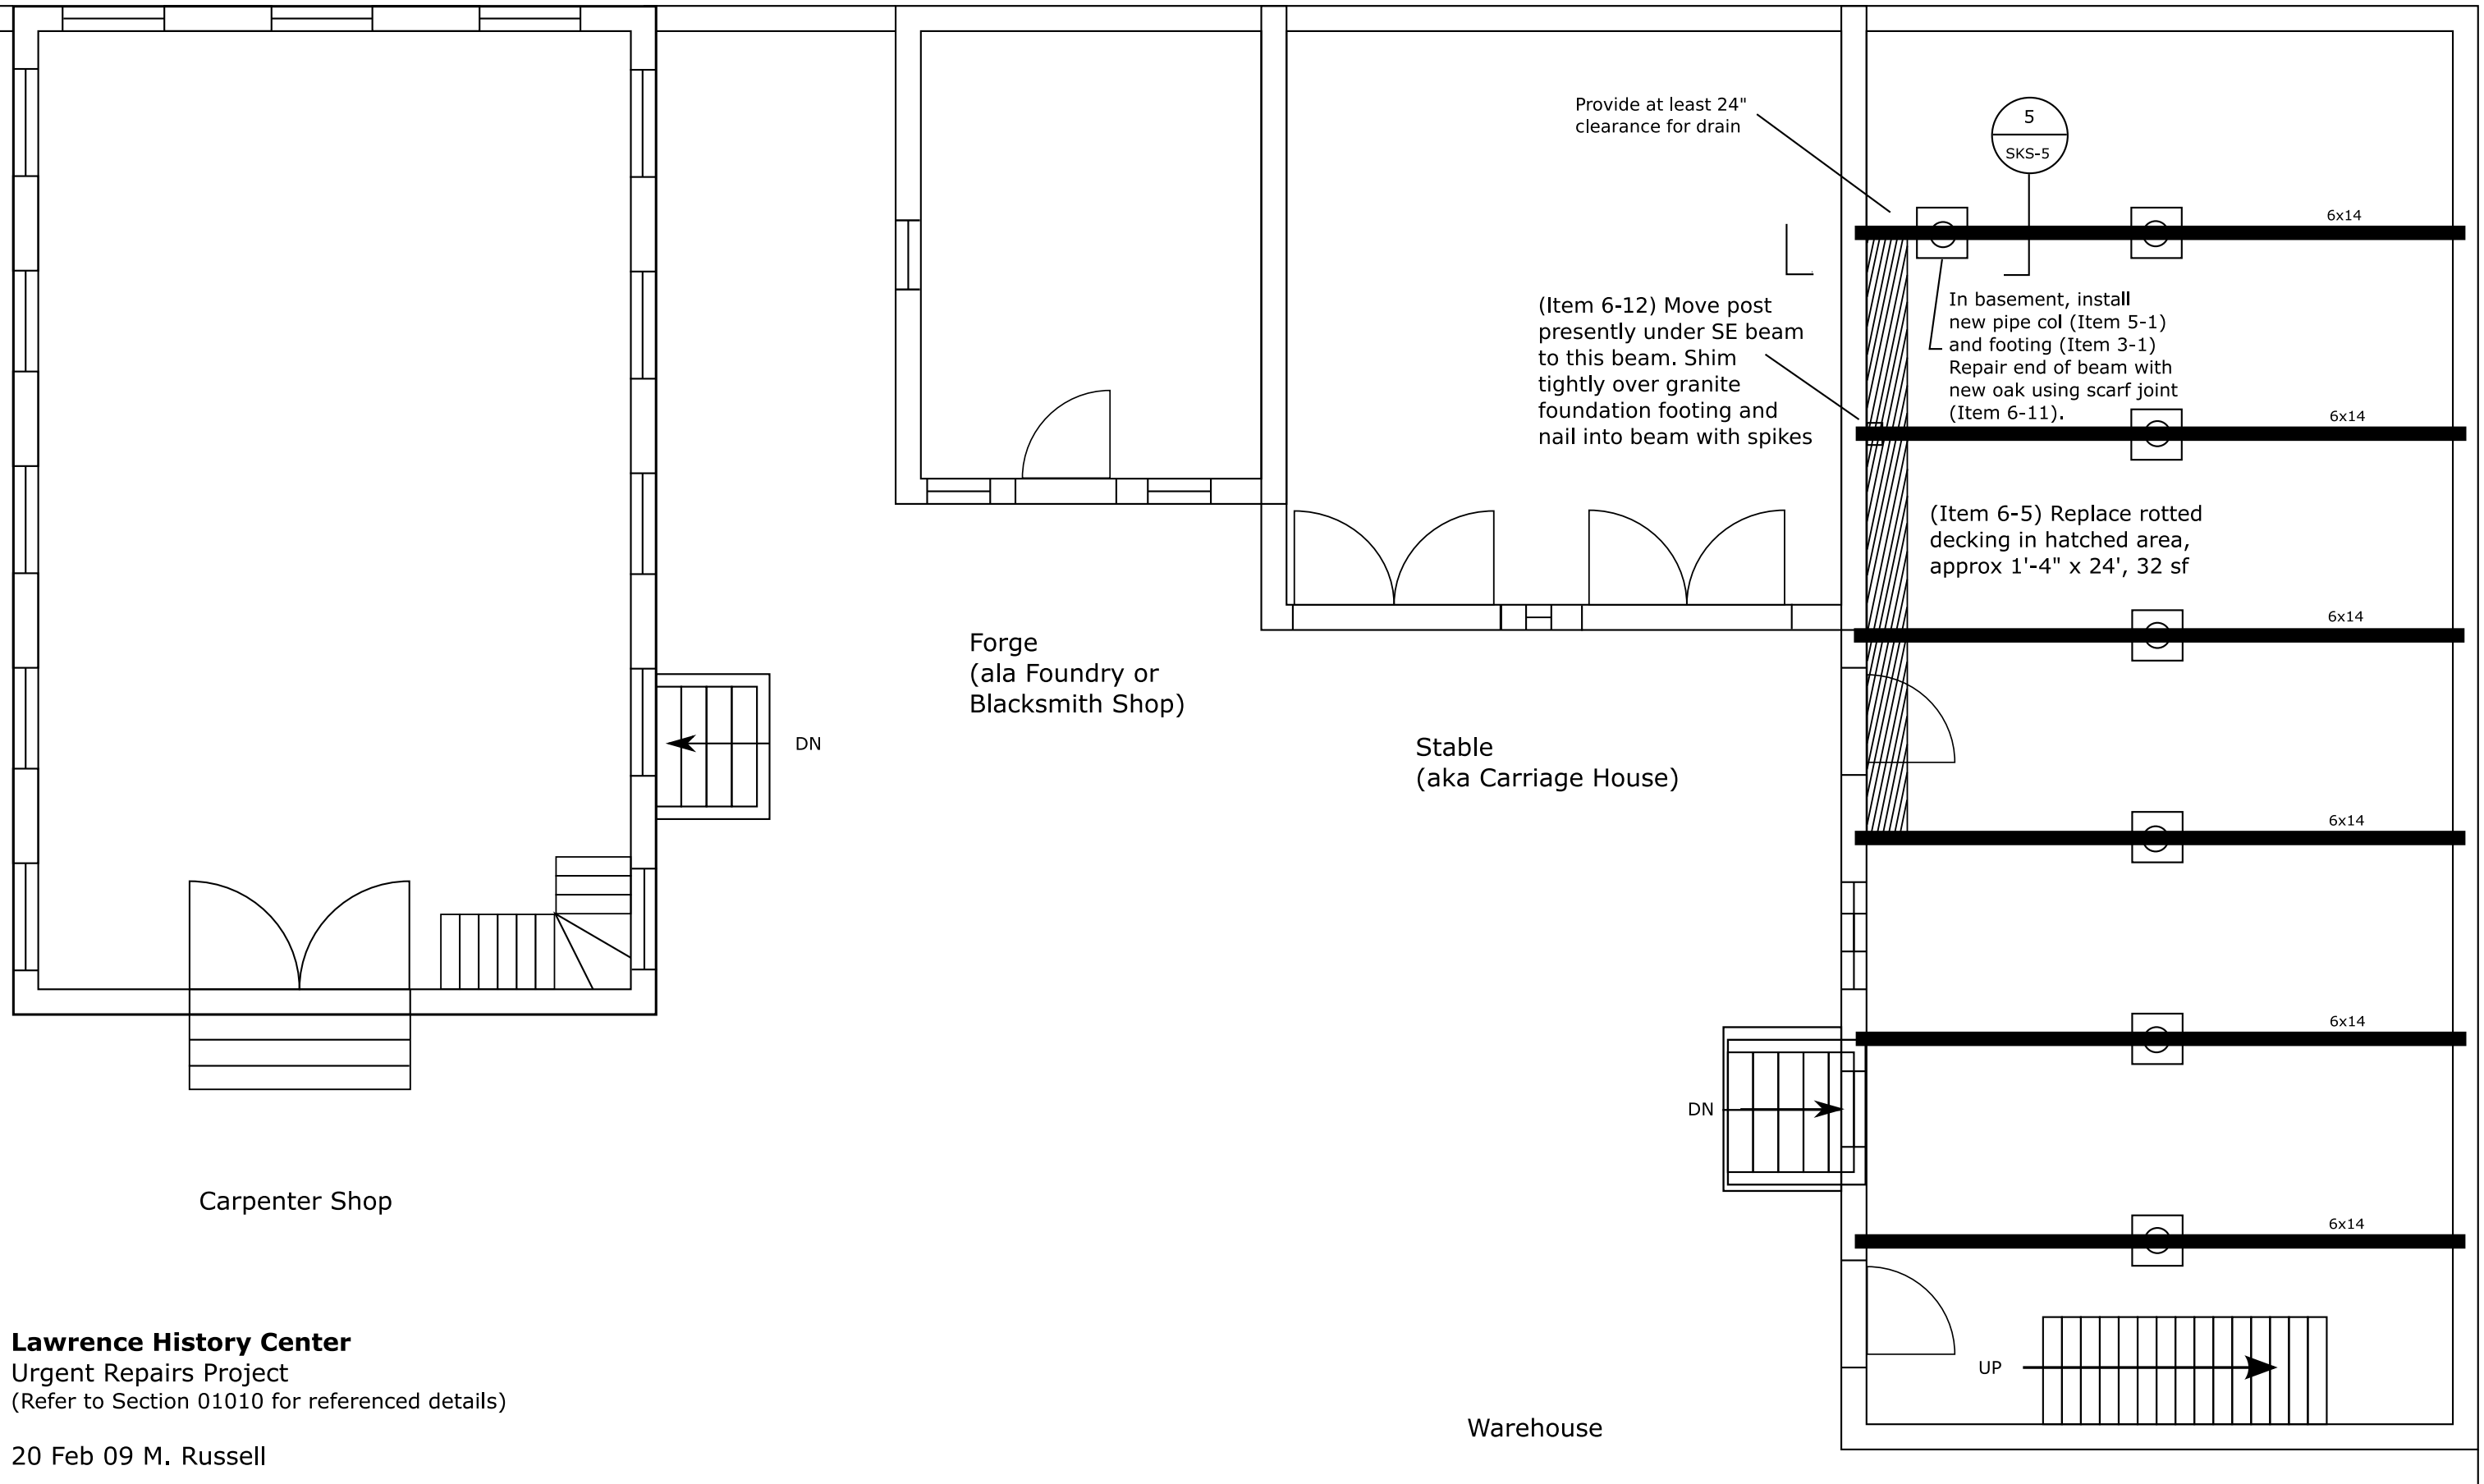 Provide at least 24"
clearance for drain
5
SKS-5
6x14
(Item 6-12) Move post
presently under SE beam
to this beam. Shim
tightly over granite
foundation footing and
nail into beam with spikes
In basement, install
new pipe col (Item 5-1)
and footing (Item 3-1)
Repair end of beam with
new oak using scarf joint
(Item 6-11).
6x14
(Item 6-5) Replace rotted
decking in hatched area,
approx 1'-4" x 24', 32 sf
6x14
Forge
(ala Foundry or
Blacksmith Shop)
DN
Stable
(aka Carriage House)
6x14
6x14
DN
Carpenter Shop
6x14
UP
Warehouse
Lawrence History Center
Urgent Repairs Project
(Refer to Section 01010 for referenced details)
20 Feb 09 M. Russell